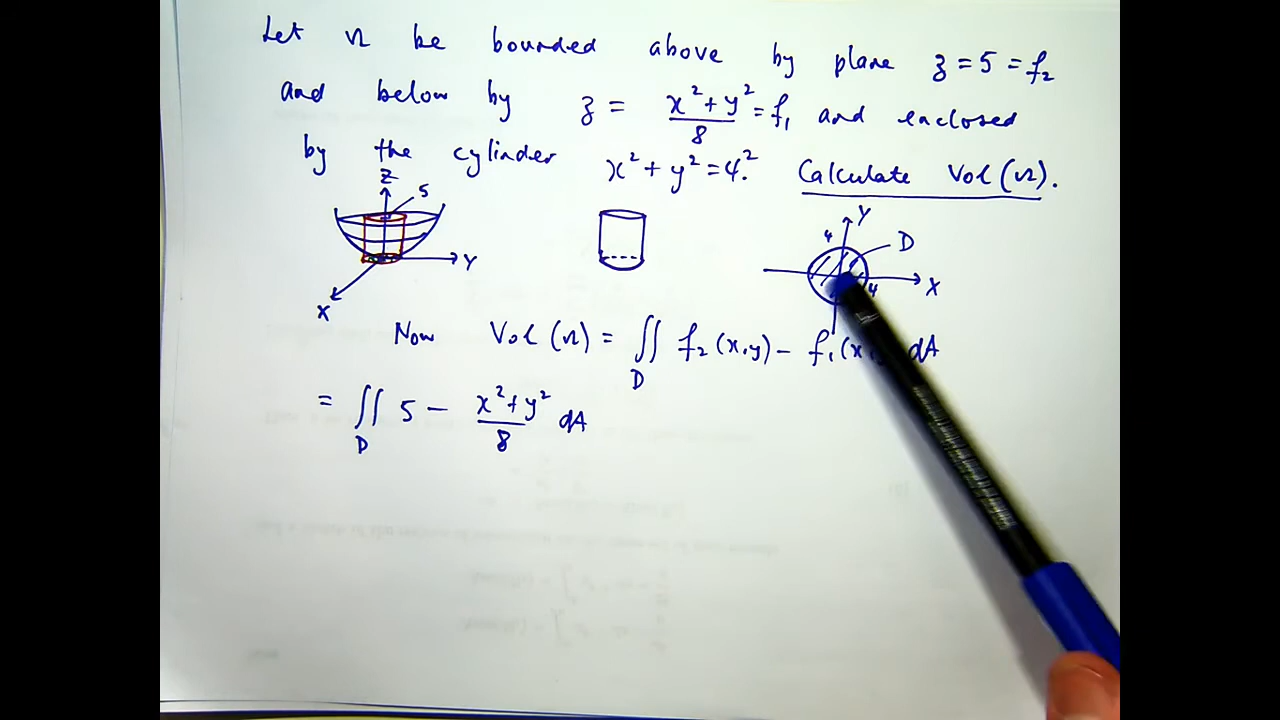 Let Ω be bounded above by plane z = 5 = f₂
and below by z = (x² + y²)/8 = f₁ and enclosed
by the cylinder x² + y² = 4². Calculate Vol(Ω).
Z 5 Y X
Y 4 D 4 X
Now Vol(Ω) = ∬_D f₂(x,y) − f₁(x, dA
= ∬_D 5 − (x² + y²)/8 dA